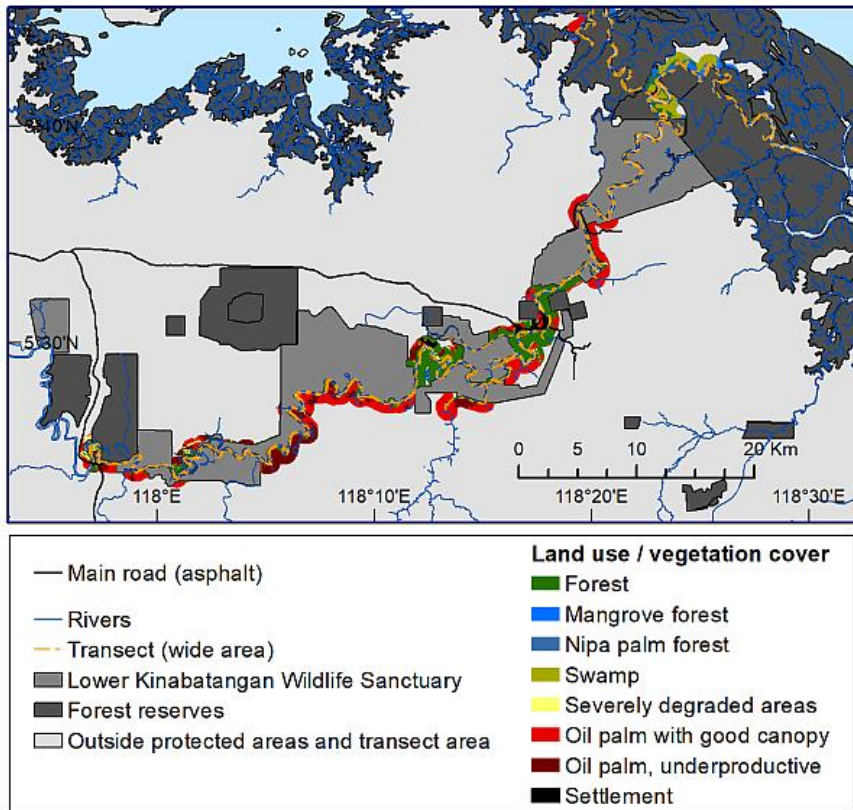 5°40'N
5°30'N
0 5 10 20 Km
118°E 118°10'E 118°20'E 118°30'E
Main road (asphalt)
Rivers
Transect (wide area)
Lower Kinabatangan Wildlife Sanctuary
Forest reserves
Outside protected areas and transect area
Land use / vegetation cover
Forest
Mangrove forest
Nipa palm forest
Swamp
Severely degraded areas
Oil palm with good canopy
Oil palm, underproductive
Settlement